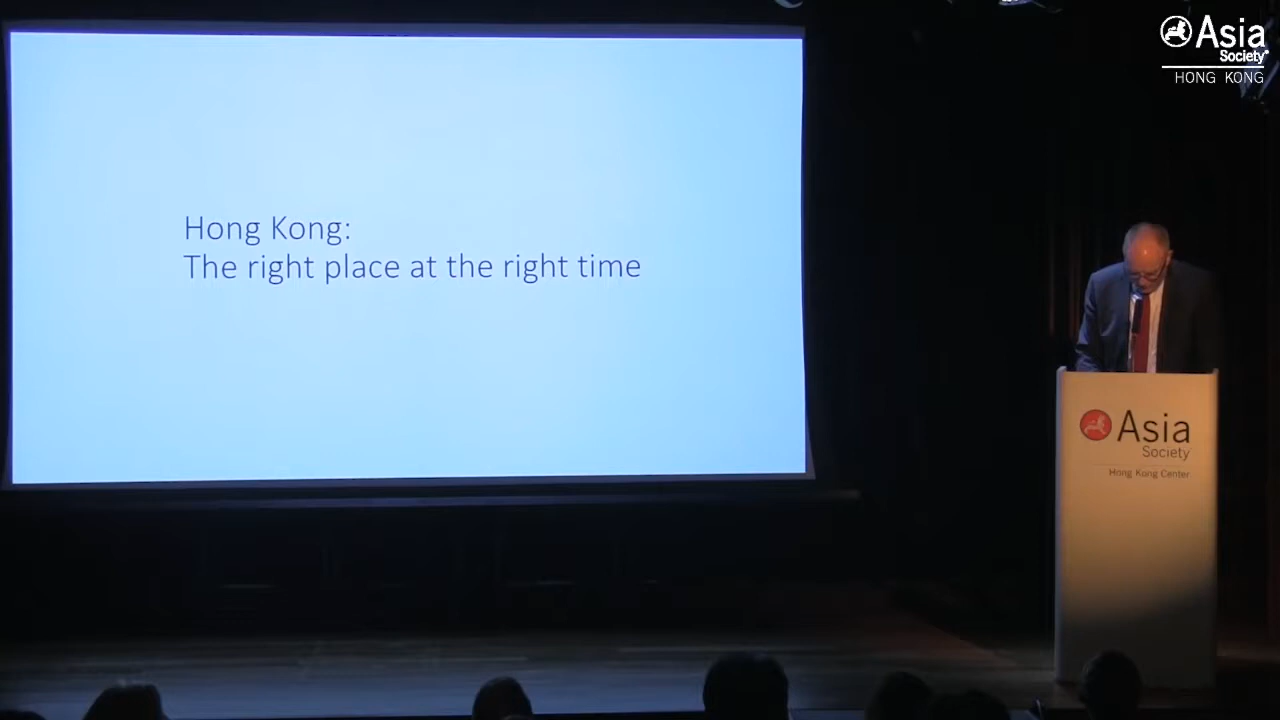 Asia
Society
HONG KONG
Hong Kong:
The right place at the right time
Asia
Society
Hong Kong Center